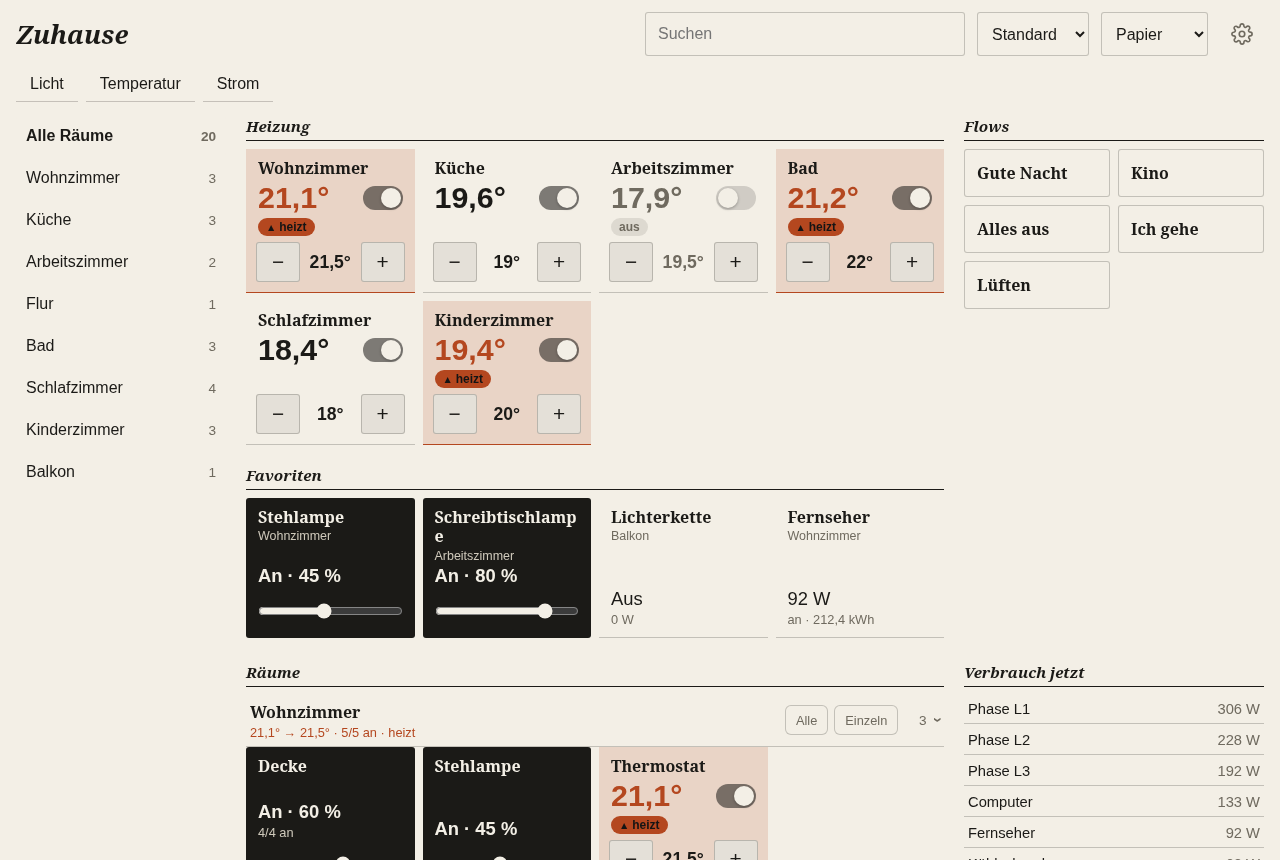 Zuhause
Suchen
Standard
Papier
Licht
Temperatur
Strom
Alle Räume 20
Wohnzimmer 3
Küche 3
Arbeitszimmer 2
Flur 1
Bad 3
Schlafzimmer 4
Kinderzimmer 3
Balkon 1
Heizung
Wohnzimmer
21,1°
▲ heizt
− 21,5° +
Küche
19,6°
− 19° +
Arbeitszimmer
17,9°
aus
− 19,5° +
Bad
21,2°
▲ heizt
− 22° +
Schlafzimmer
18,4°
− 18° +
Kinderzimmer
19,4°
▲ heizt
− 20° +
Favoriten
Stehlampe
Wohnzimmer
An · 45 %
Schreibtischlamp
e
Arbeitszimmer
An · 80 %
Lichterkette
Balkon
Aus
0 W
Fernseher
Wohnzimmer
92 W
an · 212,4 kWh
Räume
Wohnzimmer
21,1° → 21,5° · 5/5 an · heizt
Alle
Einzeln
3
Decke
An · 60 %
4/4 an
Stehlampe
An · 45 %
Thermostat
21,1°
▲ heizt
− 21,5° +
Flows
Gute Nacht
Kino
Alles aus
Ich gehe
Lüften
Verbrauch jetzt
Phase L1 306 W
Phase L2 228 W
Phase L3 192 W
Computer 133 W
Fernseher 92 W